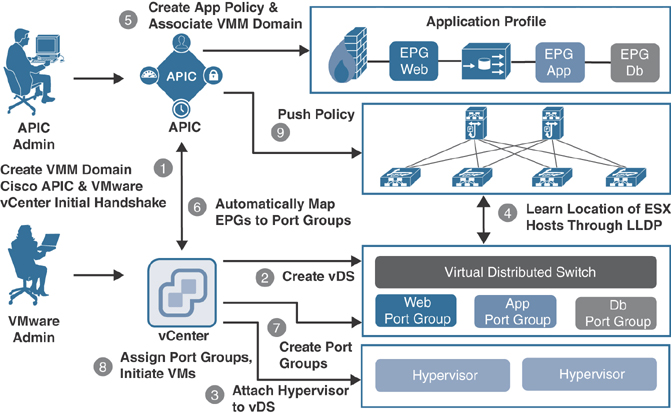 5
Create App Policy &
Associate VMM Domain
Application Profile
EPG
Web
EPG
App
EPG
Db
APIC
APIC
APIC
Admin
9
Push Policy
1
Create VMM Domain
Cisco APIC & VMware
vCenter Initial Handshake
6
Automatically Map
EPGs to Port Groups
4
Learn Location of ESX
Hosts Through LLDP
VMware
Admin
vCenter
2
Create vDS
Virtual Distributed Switch
Web
Port Group
App
Port Group
Db
Port Group
7
Create Port
Groups
8
Assign Port Groups,
Initiate VMs
3
Attach Hypervisor
to vDS
Hypervisor
Hypervisor